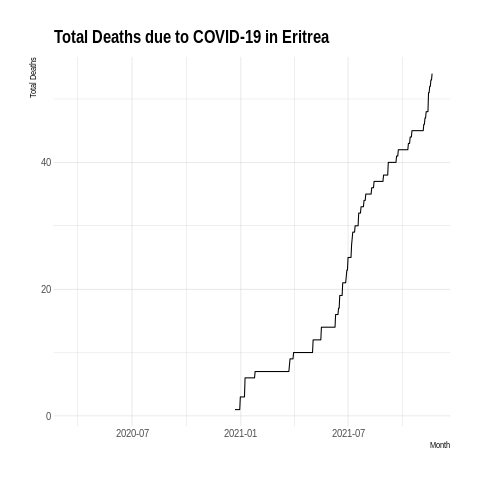 Total Deaths due to COVID-19 in Eritrea
Total Deaths
40
20
0
2020-07
2021-01
2021-07
Month